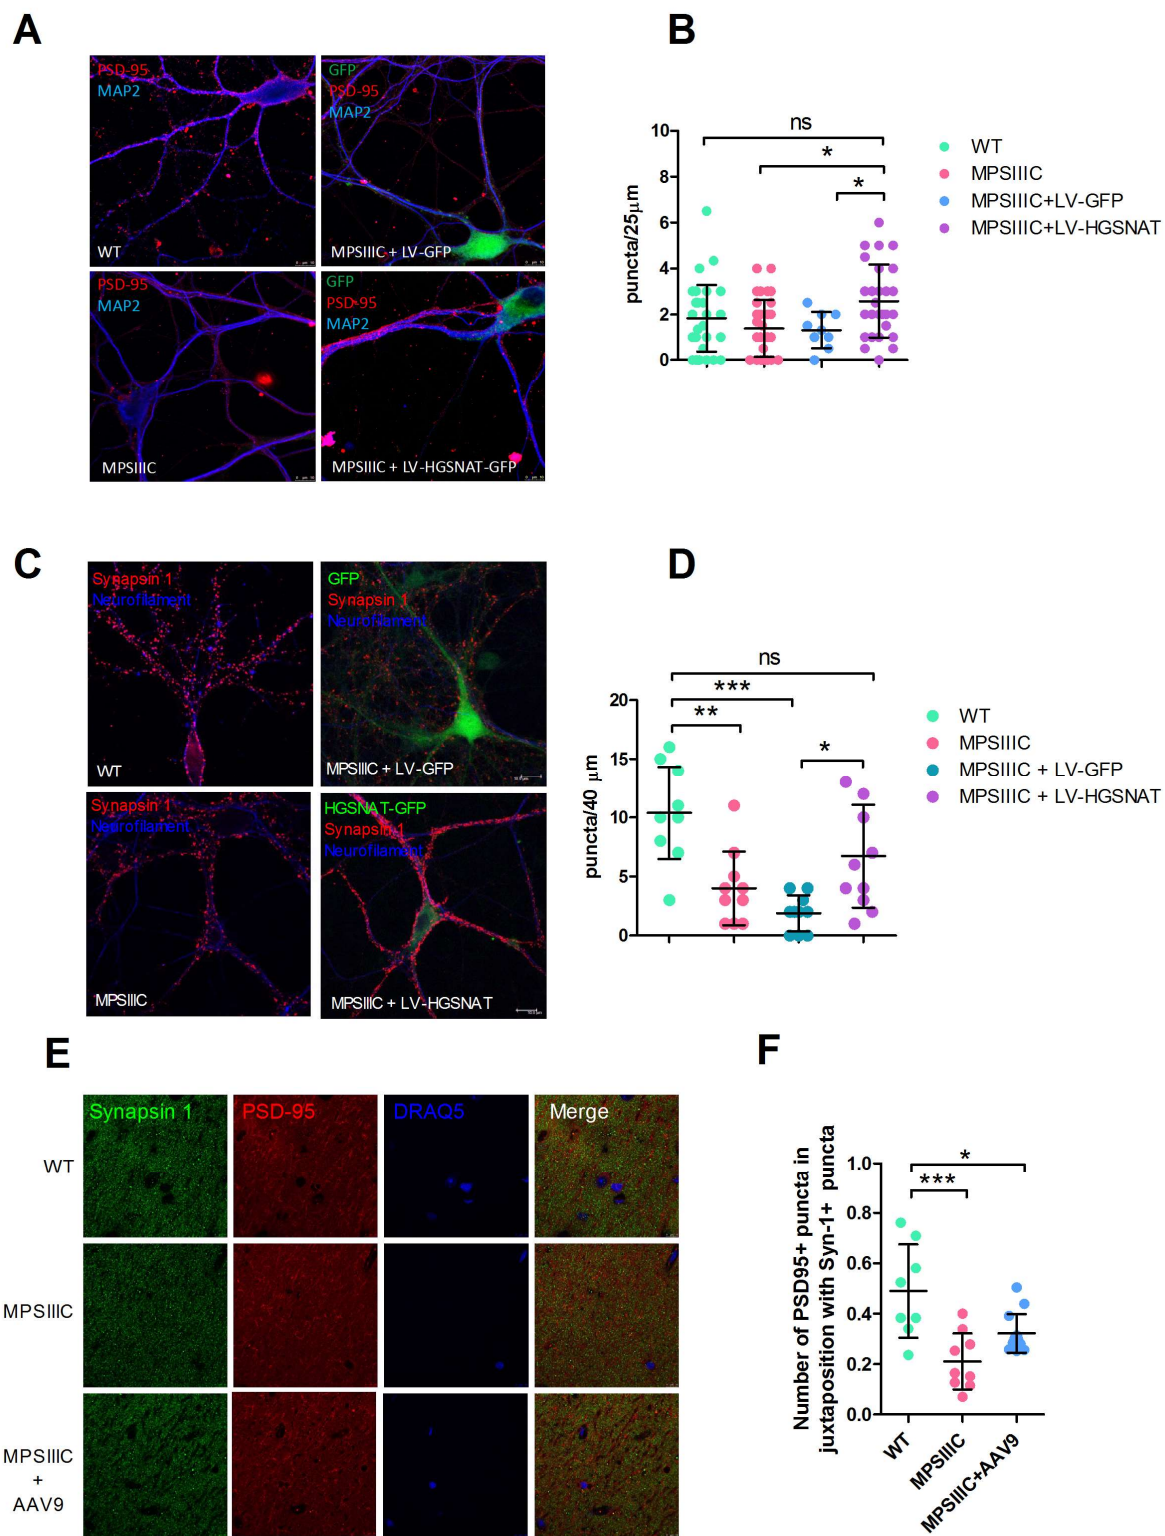 A
PSD-95
MAP2
WT
GFP
PSD-95
MAP2
MPSIIIC + LV-GFP
PSD-95
MAP2
MPSIIIC
GFP
PSD-95
MAP2
MPSIIIC + LV-HGSNAT-GFP
B
ns
*
*
10
8
6
4
2
0
puncta/25µm
WT
MPSIIIC
MPSIIIC+LV-GFP
MPSIIIC+LV-HGSNAT
C
Synapsin 1
Neurofilament
WT
GFP
Synapsin 1
Neurofilament
MPSIIIC + LV-GFP
Synapsin 1
Neurofilament
MPSIIIC
HGSNAT-GFP
Synapsin 1
Neurofilament
MPSIIIC + LV-HGSNAT
D
ns
***
**
*
20
15
10
5
0
puncta/40 µm
WT
MPSIIIC
MPSIIIC + LV-GFP
MPSIIIC + LV-HGSNAT
E
Synapsin 1
PSD-95
DRAQ5
Merge
WT
MPSIIIC
MPSIIIC
+
AAV9
F
Number of PSD95+ puncta in
juxtaposition with Syn-1+ puncta
*
***
1.0
0.8
0.6
0.4
0.2
0.0
WT
MPSIIIC
MPSIIIC+AAV9